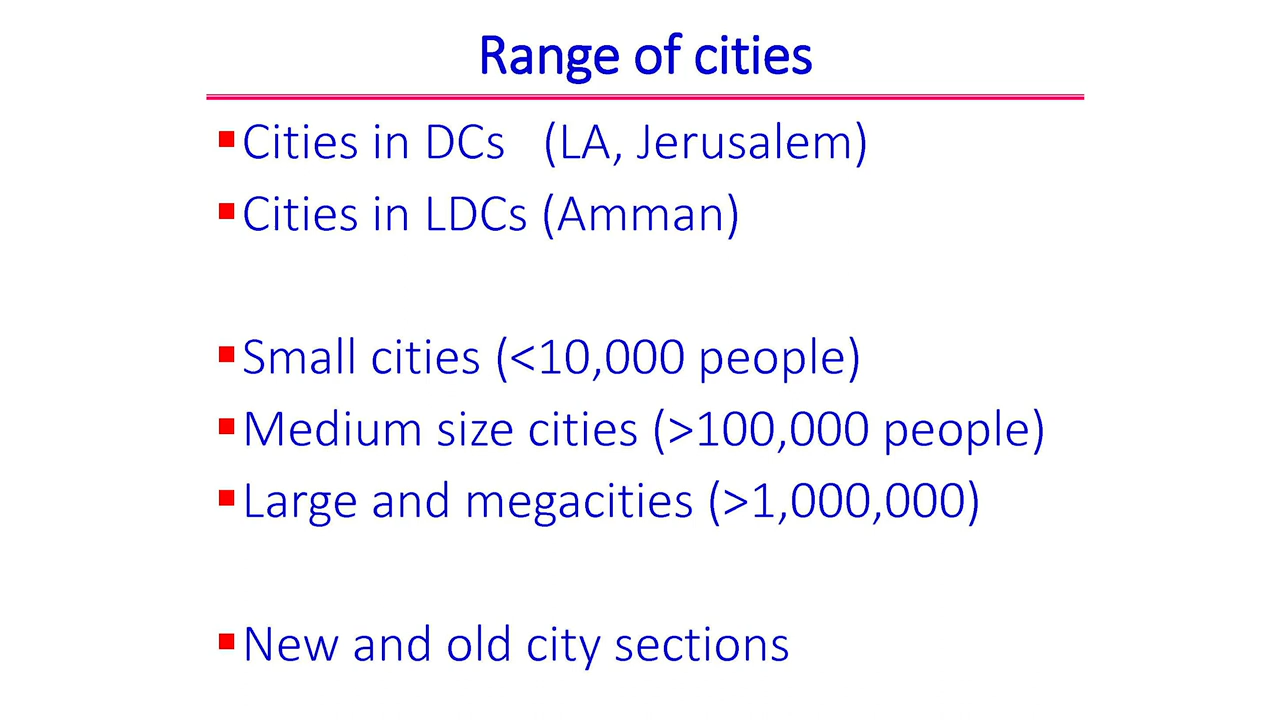 Range of cities
Cities in DCs (LA, Jerusalem)
Cities in LDCs (Amman)
Small cities (<10,000 people)
Medium size cities (>100,000 people)
Large and megacities (>1,000,000)
New and old city sections